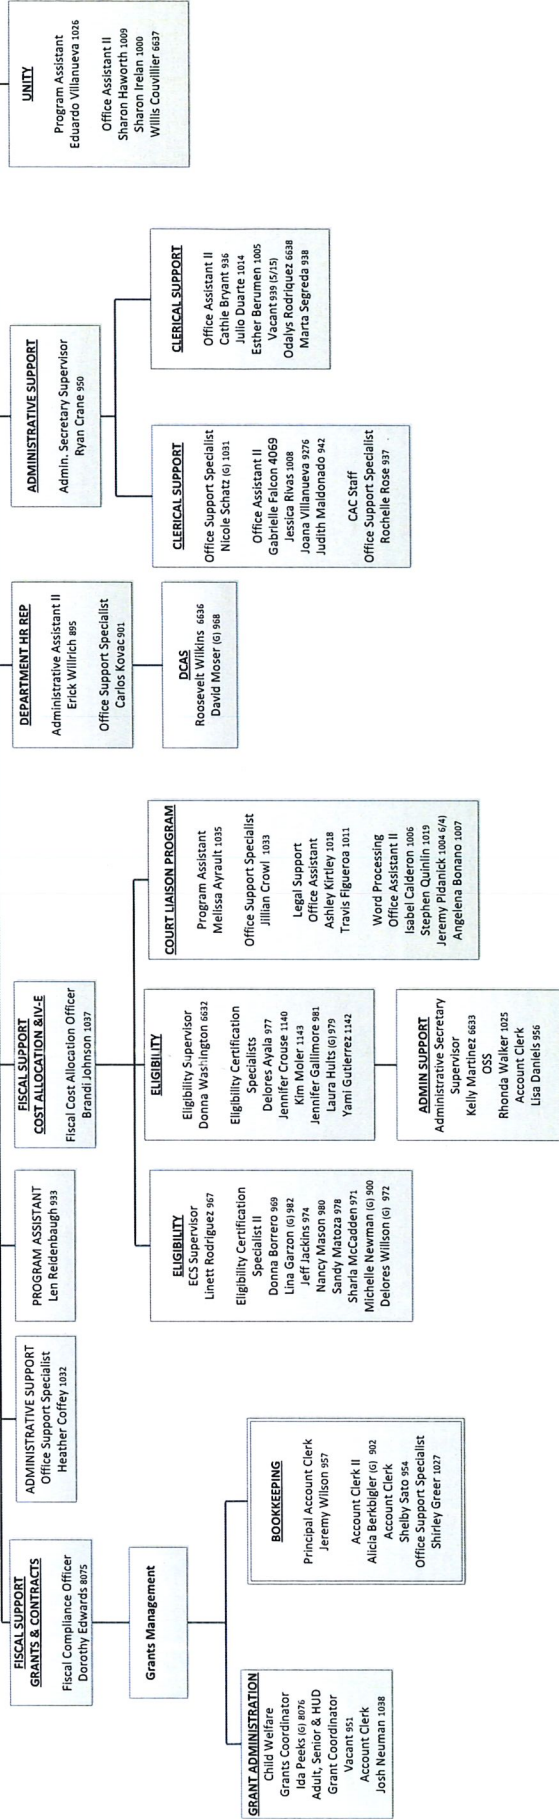 FISCAL SUPPORT
GRANTS & CONTRACTS
Fiscal Compliance Officer
Dorothy Edwards 8075
Grants Management
GRANT ADMINISTRATION
Child Welfare
Grants Coordinator
Ida Peeks (G) 8076
Adult, Senior & HUD
Grant Coordinator
Vacant 951
Account Clerk
Josh Neuman 1038
BOOKKEEPING
Principal Account Clerk
Jeremy Wilson 957
Account Clerk II
Alicia Berkbigler (G) 902
Account Clerk
Shelby Sato 954
Office Support Specialist
Shirley Greer 1027
ADMINISTRATIVE SUPPORT
Office Support Specialist
Heather Coffey 1032
PROGRAM ASSISTANT
Len Reidenbaugh 933
FISCAL SUPPORT
COST ALLOCATION &IV-E
Fiscal Cost Allocation Officer
Brandi Johnson 1037
ELIGIBILITY
ECS Supervisor
Linett Rodriguez 967
Eligibility Certification
Specialist II
Donna Borrero 969
Lina Garzon (G) 982
Jeff Jackins 974
Nancy Mason 980
Sandy Matoza 978
Sharla McCadden 971
Michelle Newman (G) 900
Delores Willson (G) 972
ELIGIBILITY
Eligibility Supervisor
Donna Washington 6632
Eligibility Certification
Specialists
Delores Ayala 977
Jennifer Crouse 1140
Kim Moler 1143
Jennifer Gallimore 981
Laura Hults (G) 979
Yami Gutierrez 1142
ADMIN SUPPORT
Administrative Secretary
Supervisor
Kelly Martinez 6633
OSS
Rhonda Walker 1025
Account Clerk
Lisa Daniels 956
COURT LIAISON PROGRAM
Program Assistant
Melissa Ayrault 1035
Office Support Specialist
Jillian Crowl 1033
Legal Support
Office Assistant
Ashley Kirtley 1018
Travis Figueroa 1011
Word Processing
Office Assistant II
Isabel Calderon 1006
Stephen Quinlin 1019
Jeremy Pidanick 1004 6/4)
Angelena Bonano 1007
DEPARTMENT HR REP
Administrative Assistant II
Erick Willrich 895
Office Support Specialist
Carlos Kovac 901
DCAS
Roosevelt Wilkins 6636
David Moser (G) 968
ADMINISTRATIVE SUPPORT
Admin. Secretary Supervisor
Ryan Crane 950
CLERICAL SUPPORT
Office Support Specialist
Nicole Schatz (G) 1031
Office Assistant II
Gabrielle Falcon 4069
Jessica Rivas 1008
Joana Villanueva 9276
Judith Maldonado 942
CAC Staff
Office Support Specialist
Rochelle Rose 937
CLERICAL SUPPORT
Office Assistant II
Cathie Bryant 936
Julio Duarte 1014
Esther Berumen 1005
Vacant 939 (5/15)
Odalys Rodriquez 6638
Marta Segreda 938
UNITY
Program Assistant
Eduardo Villanueva 1026
Office Assistant II
Sharon Haworth 1009
Sharon Irelan 1000
Willis Couvillier 6637